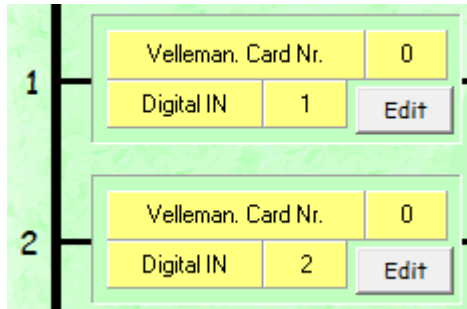 Velleman. Card Nr. 0
1
Digital IN 1 Edit
Velleman. Card Nr. 0
2
Digital IN 2 Edit